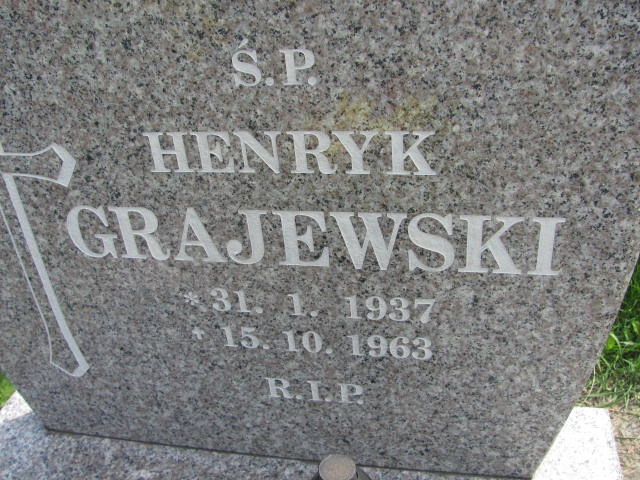 Ś.P.
HENRYK
GRAJEWSKI
* 31. 1. 1937
+ 15. 10. 1963
R.I.P.